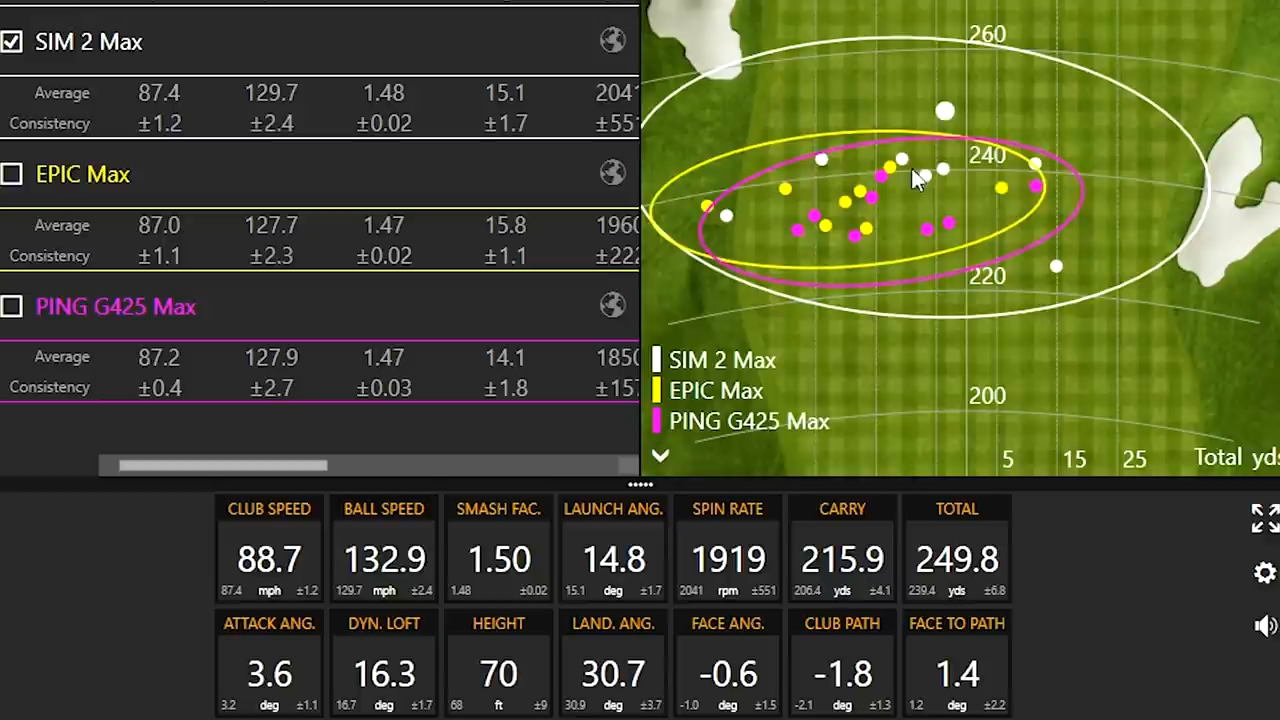 SIM 2 Max
Average 87.4 129.7 1.48 15.1 2041
Consistency ±1.2 ±2.4 ±0.02 ±1.7 ±551
EPIC Max
Average 87.0 127.7 1.47 15.8 1960
Consistency ±1.1 ±2.3 ±0.02 ±1.1 ±222
PING G425 Max
Average 87.2 127.9 1.47 14.1 1850
Consistency ±0.4 ±2.7 ±0.03 ±1.8 ±157
260
240
220
200
SIM 2 Max
EPIC Max
PING G425 Max
5 15 25 Total yds
CLUB SPEED BALL SPEED SMASH FAC. LAUNCH ANG. SPIN RATE CARRY TOTAL
88.7 132.9 1.50 14.8 1919 215.9 249.8
87.4 mph ±1.2 129.7 mph ±2.4 1.48 ±0.02 15.1 deg ±1.7 2041 rpm ±551 206.4 yds ±4.1 239.4 yds ±6.8
ATTACK ANG. DYN. LOFT HEIGHT LAND. ANG. FACE ANG. CLUB PATH FACE TO PATH
3.6 16.3 70 30.7 -0.6 -1.8 1.4
3.2 deg ±1.1 16.7 deg ±1.7 68 ft ±9 30.9 deg ±3.7 -1.0 deg ±1.5 -2.1 deg ±1.3 1.2 deg ±2.2